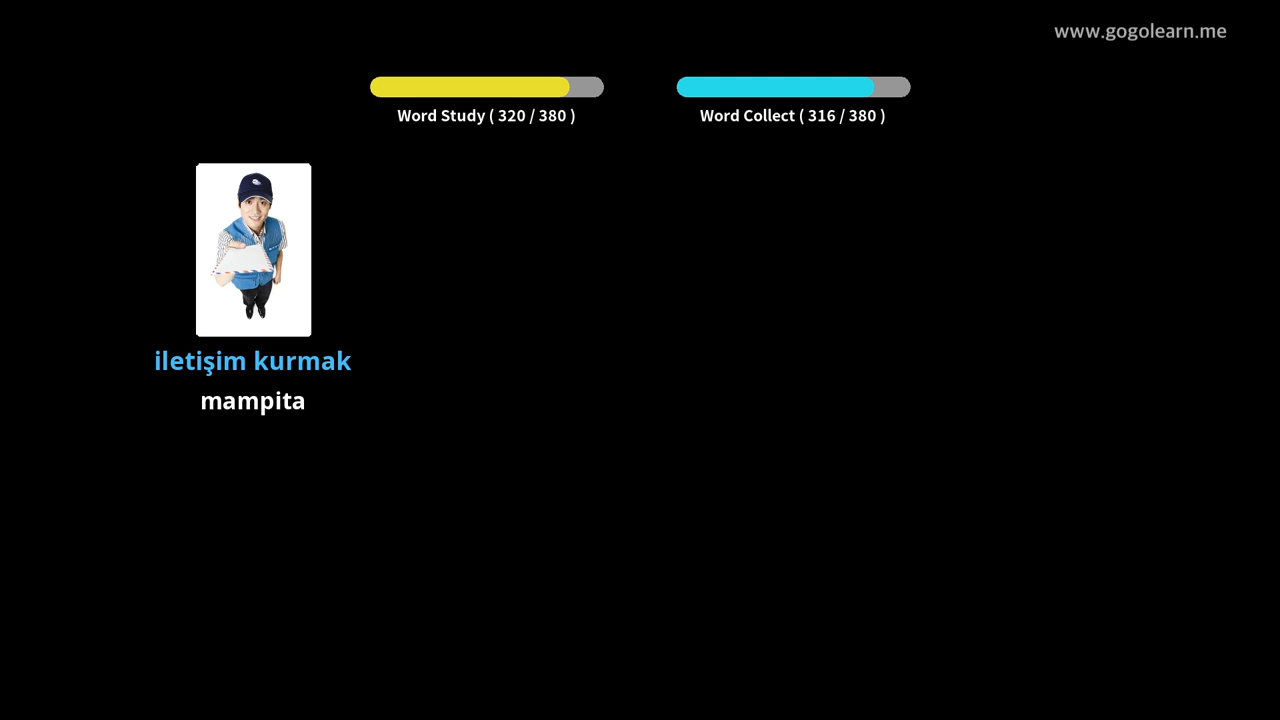 www.gogolearn.me
Word Study ( 320 / 380 )
Word Collect ( 316 / 380 )
iletişim kurmak
mampita